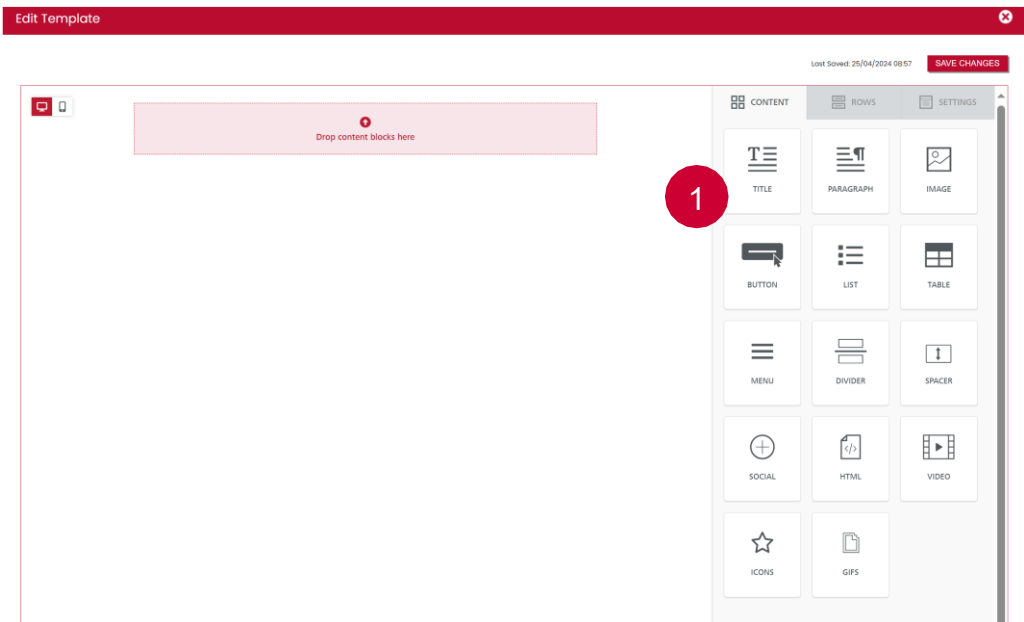 Edit Template
Last Saved: 25/04/2024 08:57
SAVE CHANGES
CONTENT
ROWS
SETTINGS
Drop content blocks here
1
TITLE
PARAGRAPH
IMAGE
BUTTON
LIST
TABLE
MENU
DIVIDER
SPACER
SOCIAL
HTML
VIDEO
ICONS
GIFS